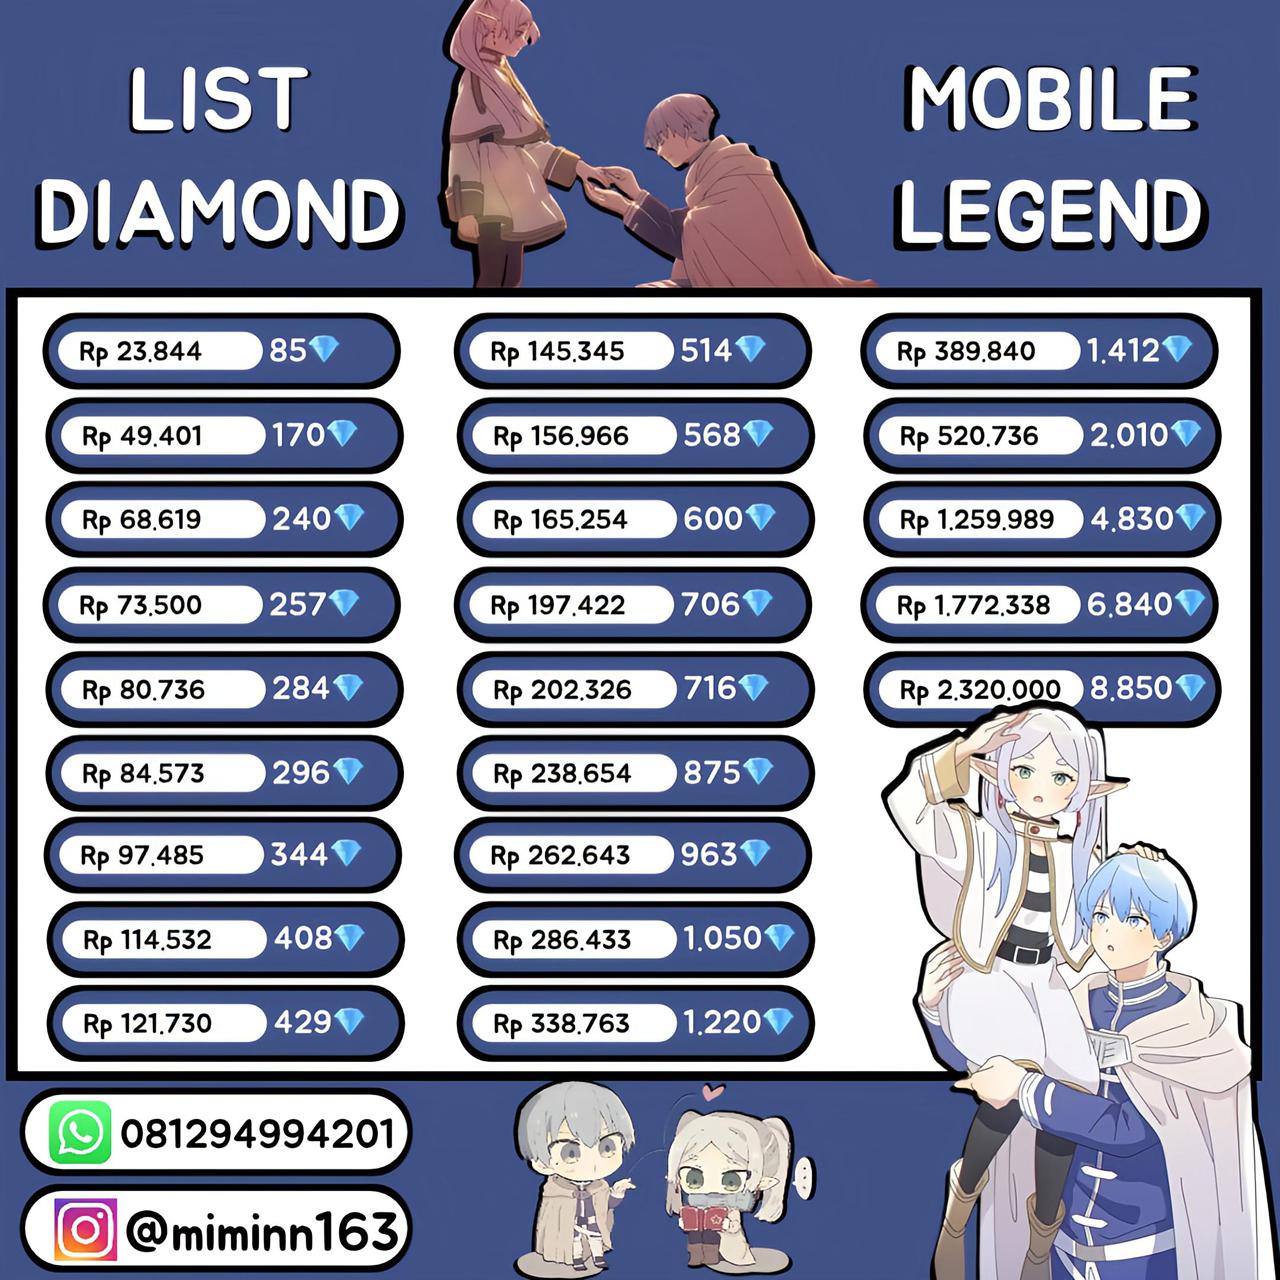 LIST
DIAMOND
MOBILE
LEGEND
Rp 23.844 85
Rp 49.401 170
Rp 68.619 240
Rp 73.500 257
Rp 80.736 284
Rp 84.573 296
Rp 97.485 344
Rp 114.532 408
Rp 121.730 429
Rp 145.345 514
Rp 156.966 568
Rp 165.254 600
Rp 197.422 706
Rp 202.326 716
Rp 238.654 875
Rp 262.643 963
Rp 286.433 1.050
Rp 338.763 1.220
Rp 389.840 1.412
Rp 520.736 2.010
Rp 1.259.989 4.830
Rp 1.772.338 6.840
Rp 2.320.000 8.850
081294994201
@miminn163